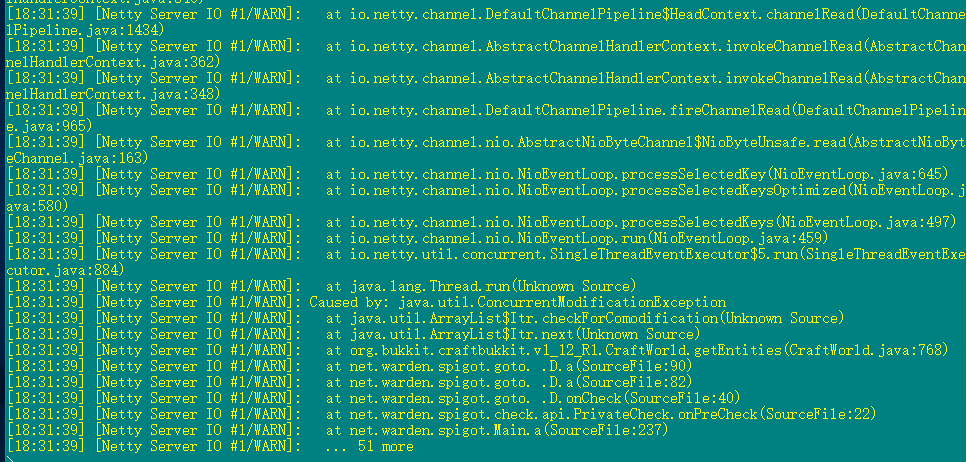 [18:31:39] [Netty Server IO #1/WARN]:   at io.netty.channel.DefaultChannelPipeline$HeadContext.channelRead(DefaultChanne
lPipeline.java:1434)
[18:31:39] [Netty Server IO #1/WARN]:   at io.netty.channel.AbstractChannelHandlerContext.invokeChannelRead(AbstractChan
nelHandlerContext.java:362)
[18:31:39] [Netty Server IO #1/WARN]:   at io.netty.channel.AbstractChannelHandlerContext.invokeChannelRead(AbstractChan
nelHandlerContext.java:348)
[18:31:39] [Netty Server IO #1/WARN]:   at io.netty.channel.DefaultChannelPipeline.fireChannelRead(DefaultChannelPipelin
e.java:965)
[18:31:39] [Netty Server IO #1/WARN]:   at io.netty.channel.nio.AbstractNioByteChannel$NioByteUnsafe.read(AbstractNioByt
eChannel.java:163)
[18:31:39] [Netty Server IO #1/WARN]:   at io.netty.channel.nio.NioEventLoop.processSelectedKey(NioEventLoop.java:645)
[18:31:39] [Netty Server IO #1/WARN]:   at io.netty.channel.nio.NioEventLoop.processSelectedKeysOptimized(NioEventLoop.j
ava:580)
[18:31:39] [Netty Server IO #1/WARN]:   at io.netty.channel.nio.NioEventLoop.processSelectedKeys(NioEventLoop.java:497)
[18:31:39] [Netty Server IO #1/WARN]:   at io.netty.channel.nio.NioEventLoop.run(NioEventLoop.java:459)
[18:31:39] [Netty Server IO #1/WARN]:   at io.netty.util.concurrent.SingleThreadEventExecutor$5.run(SingleThreadEventExe
cutor.java:884)
[18:31:39] [Netty Server IO #1/WARN]:   at java.lang.Thread.run(Unknown Source)
[18:31:39] [Netty Server IO #1/WARN]: Caused by: java.util.ConcurrentModificationException
[18:31:39] [Netty Server IO #1/WARN]:   at java.util.ArrayList$Itr.checkForComodification(Unknown Source)
[18:31:39] [Netty Server IO #1/WARN]:   at java.util.ArrayList$Itr.next(Unknown Source)
[18:31:39] [Netty Server IO #1/WARN]:   at org.bukkit.craftbukkit.v1_12_R1.CraftWorld.getEntities(CraftWorld.java:768)
[18:31:39] [Netty Server IO #1/WARN]:   at net.warden.spigot.goto. .D.a(SourceFile:90)
[18:31:39] [Netty Server IO #1/WARN]:   at net.warden.spigot.goto. .D.a(SourceFile:82)
[18:31:39] [Netty Server IO #1/WARN]:   at net.warden.spigot.goto. .D.onCheck(SourceFile:40)
[18:31:39] [Netty Server IO #1/WARN]:   at net.warden.spigot.check.api.PrivateCheck.onPreCheck(SourceFile:22)
[18:31:39] [Netty Server IO #1/WARN]:   at net.warden.spigot.Main.a(SourceFile:237)
[18:31:39] [Netty Server IO #1/WARN]:   ... 51 more